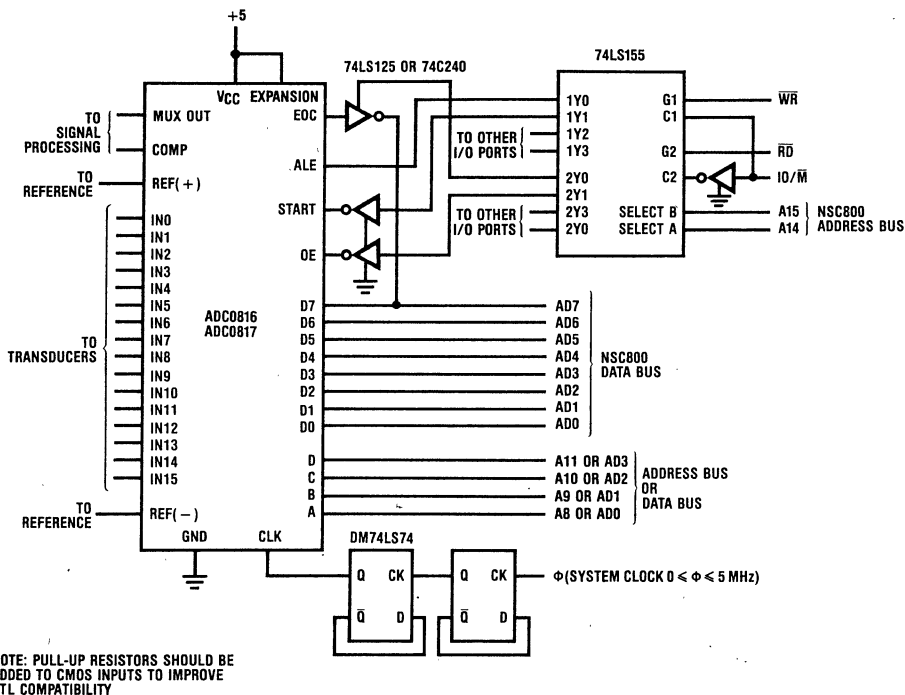 +5
74LS125 OR 74C240
74LS155
VCC EXPANSION
TO SIGNAL PROCESSING
MUX OUT
COMP
EOC
ALE
START
OE
TO REFERENCE
REF(+)
IN0
IN1
IN2
IN3
IN4
IN5
IN6
IN7
IN8
IN9
IN10
IN11
IN12
IN13
IN14
IN15
TO TRANSDUCERS
ADC0816
ADC0817
TO REFERENCE
REF(−)
GND
CLK
D7
D6
D5
D4
D3
D2
D1
D0
D
C
B
A
1Y0
1Y1
1Y2
1Y3
2Y0
2Y1
2Y3
2Y0
TO OTHER I/O PORTS
TO OTHER I/O PORTS
G1
C1
G2
C2
SELECT B
SELECT A
W̅R̅
R̅D̅
IO/M̅
A15
A14
NSC800 ADDRESS BUS
AD7
AD6
AD5
AD4
AD3
AD2
AD1
AD0
NSC800 DATA BUS
A11 OR AD3
A10 OR AD2
A9 OR AD1
A8 OR AD0
ADDRESS BUS OR DATA BUS
DM74LS74
Q CK
Q̅ D
Q CK
Q̅ D
Φ(SYSTEM CLOCK 0 ≤ Φ ≤ 5 MHz)
OTE: PULL-UP RESISTORS SHOULD BE
DDED TO CMOS INPUTS TO IMPROVE
TL COMPATIBILITY